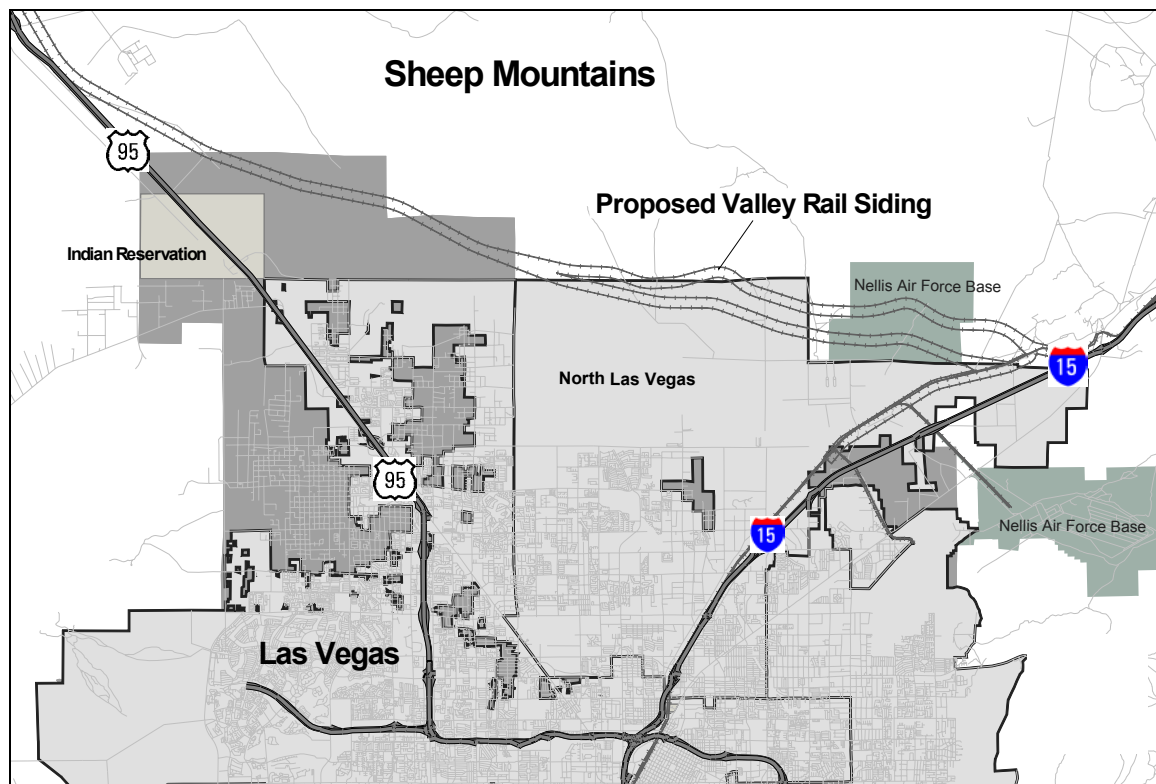 Sheep Mountains
95
Proposed Valley Rail Siding
Indian Reservation
Nellis Air Force Base
15
North Las Vegas
95
15
Nellis Air Force Base
Las Vegas